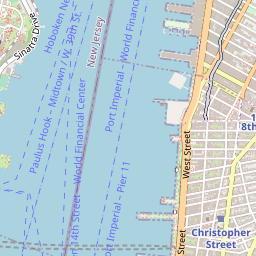 Sinatra Drive
Hoboken Ne
New Jersey
Paulus Hook – Midtown / W. 39th St.
14th Street – World Financial Center
Port Imperial – World Financ
Port Imperial – Pier 11
West Street
8th
Christopher
Street
Street